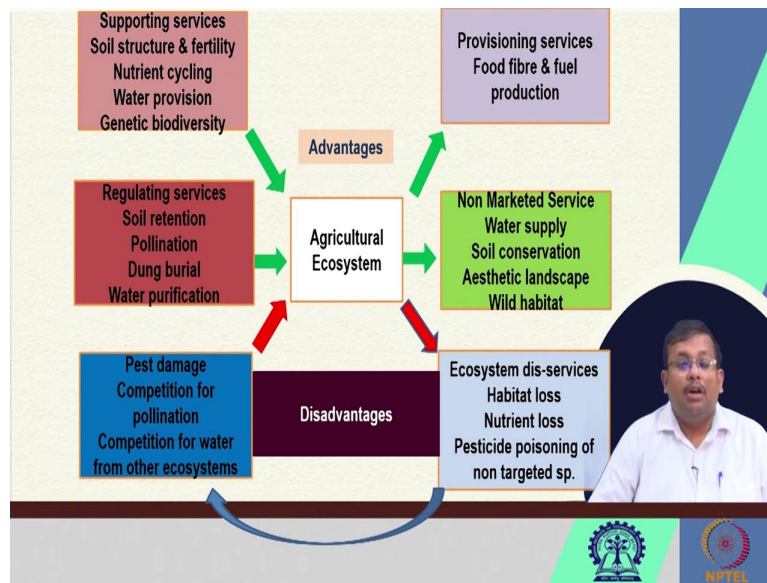 Supporting services
Soil structure & fertility
Nutrient cycling
Water provision
Genetic biodiversity
Provisioning services
Food fibre & fuel
production
Advantages
Regulating services
Soil retention
Pollination
Dung burial
Water purification
Agricultural
Ecosystem
Non Marketed Service
Water supply
Soil conservation
Aesthetic landscape
Wild habitat
Pest damage
Competition for
pollination
Competition for water
from other ecosystems
Disadvantages
Ecosystem dis-services
Habitat loss
Nutrient loss
Pesticide poisoning of
non targeted sp.
NPTEL